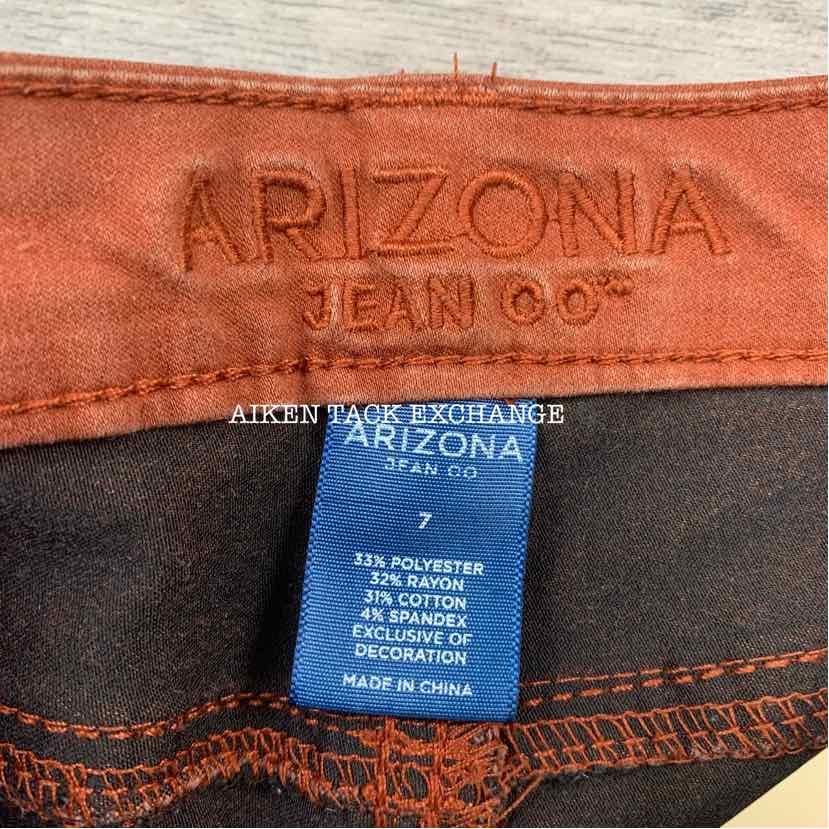 ARIZONA
JEAN CO™
AIKEN TACK EXCHANGE
ARIZONA
JEAN CO
7
33% POLYESTER
32% RAYON
31% COTTON
4% SPANDEX
EXCLUSIVE OF
DECORATION
MADE IN CHINA